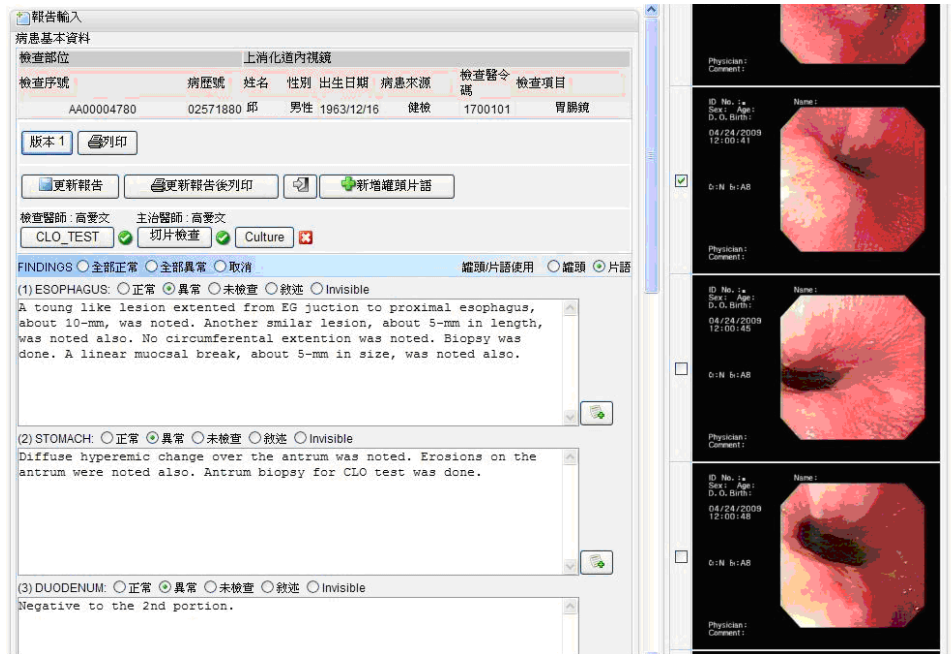 報告輸入
病患基本資料
檢查部位 上消化道內視鏡
檢查序號 病歷號 姓名 性別 出生日期 病患來源 檢查醫令碼 檢查項目
AA00004780 02571880 邱 男性 1963/12/16 健檢 1700101 胃腸鏡
版本 1 列印
更新報告 更新報告後列印 新增罐頭片語
檢查醫師 : 高愛文 主治醫師 : 高愛文
CLO_TEST 切片檢查 Culture
FINDINGS 全部正常 全部異常 取消 罐頭/片語使用 罐頭 片語
(1) ESOPHAGUS: 正常 異常 未檢查 敘述 Invisible
A toung like lesion extented from EG juction to proximal esophagus,
about 10-mm, was noted. Another smilar lesion, about 5-mm in length,
was noted also. No circumferental extention was noted. Biopsy was
done. A linear muocsal break, about 5-mm in size, was noted also.
(2) STOMACH: 正常 異常 未檢查 敘述 Invisible
Diffuse hyperemic change over the antrum was noted. Erosions on the
antrum were noted also. Antrum biopsy for CLO test was done.
(3) DUODENUM: 正常 異常 未檢查 敘述 Invisible
Negative to the 2nd portion.
Physician:
Comment:
ID No. : Name:
Sex: Age:
D.O.Birth:
04/24/2009
12:00:41
Physician:
Comment:
ID No. : Name:
Sex: Age:
D.O.Birth:
04/24/2009
12:00:45
Physician:
Comment:
ID No. : Name:
Sex: Age:
D.O.Birth:
04/24/2009
12:00:48
Physician:
Comment: